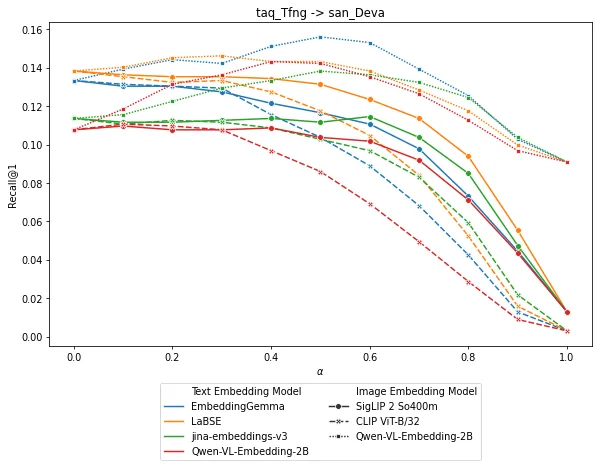 taq_Tfng -> san_Deva
0.16
0.14
0.12
0.10
0.08
0.06
0.04
0.02
0.00
Recall@1
0.0 0.2 0.4 0.6 0.8 1.0
α
Text Embedding Model Image Embedding Model
EmbeddingGemma SigLIP 2 So400m
LaBSE CLIP ViT-B/32
jina-embeddings-v3 Qwen-VL-Embedding-2B
Qwen-VL-Embedding-2B